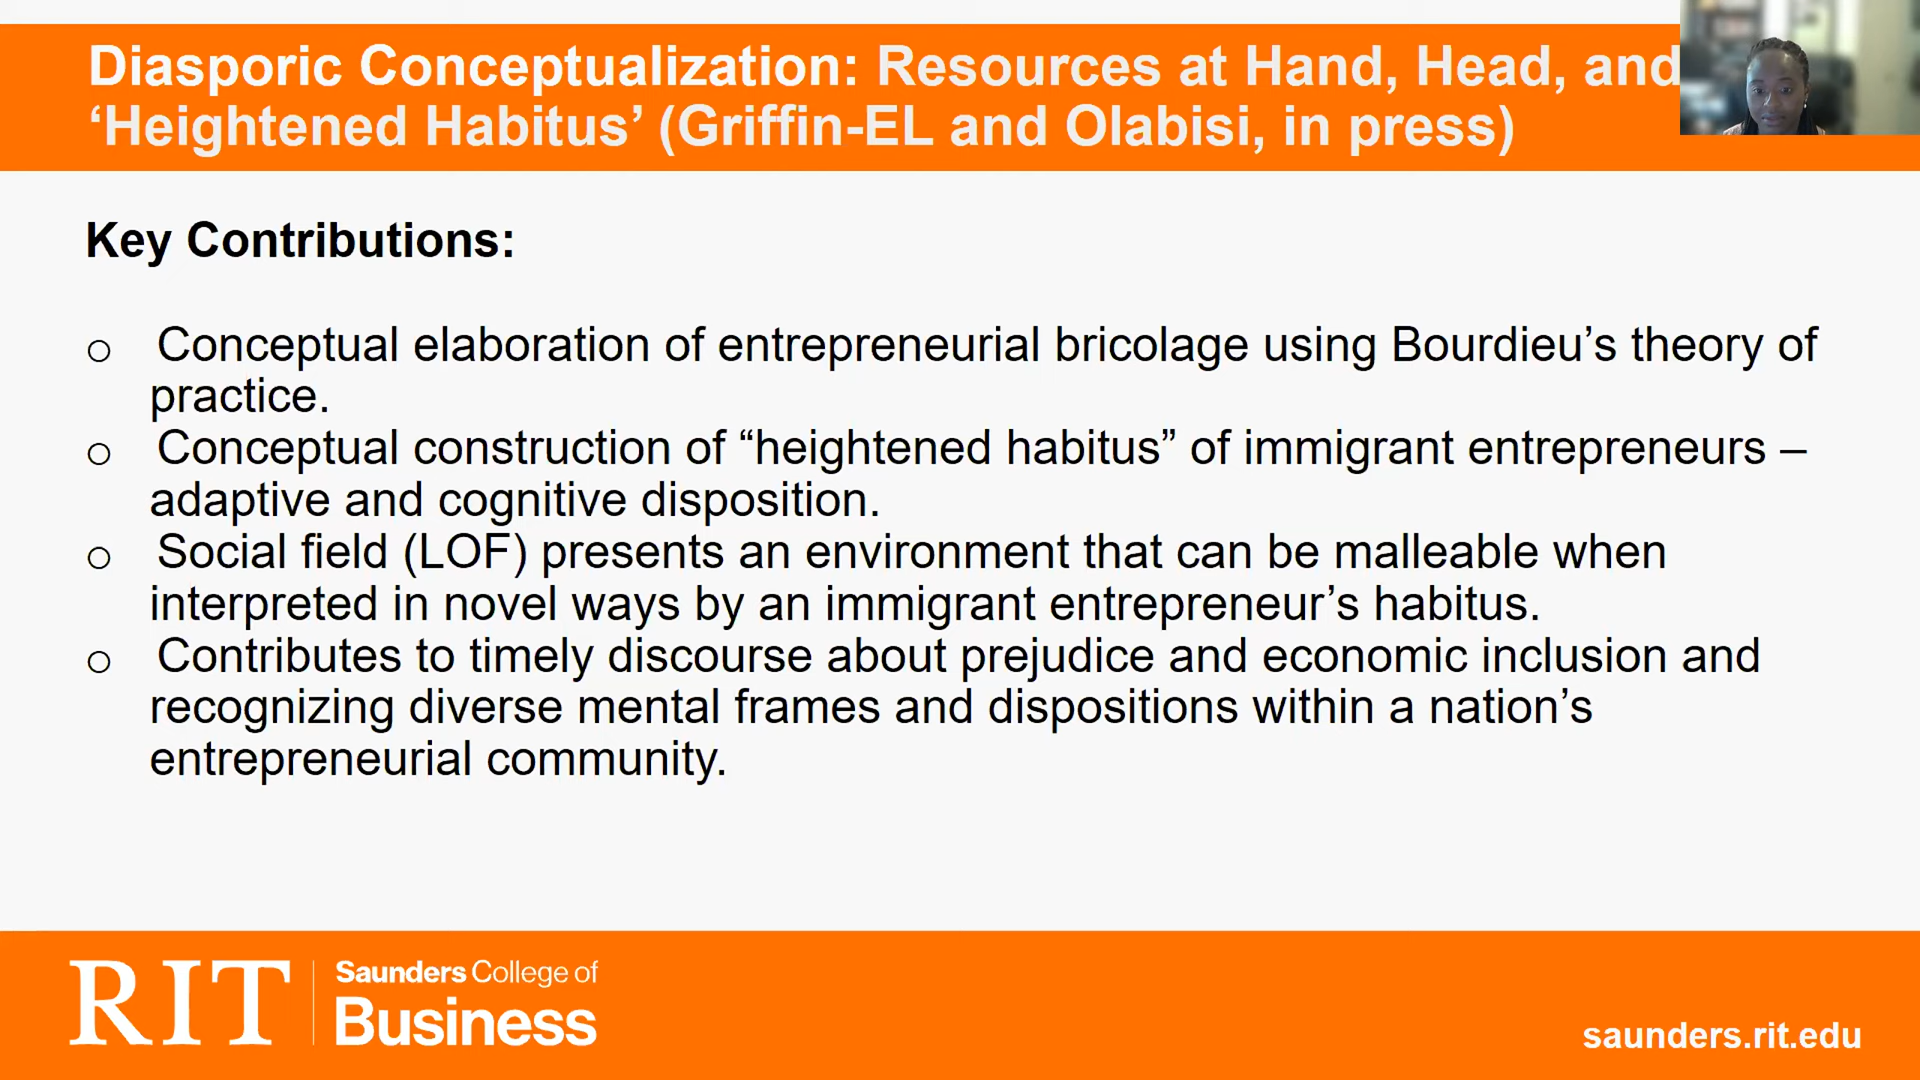 Diasporic Conceptualization: Resources at Hand, Head, and
‘Heightened Habitus’ (Griffin-EL and Olabisi, in press)
Key Contributions:
o Conceptual elaboration of entrepreneurial bricolage using Bourdieu’s theory of
practice.
o Conceptual construction of “heightened habitus” of immigrant entrepreneurs –
adaptive and cognitive disposition.
o Social field (LOF) presents an environment that can be malleable when
interpreted in novel ways by an immigrant entrepreneur’s habitus.
o Contributes to timely discourse about prejudice and economic inclusion and
recognizing diverse mental frames and dispositions within a nation’s
entrepreneurial community.
RIT
Saunders College of
Business
saunders.rit.edu